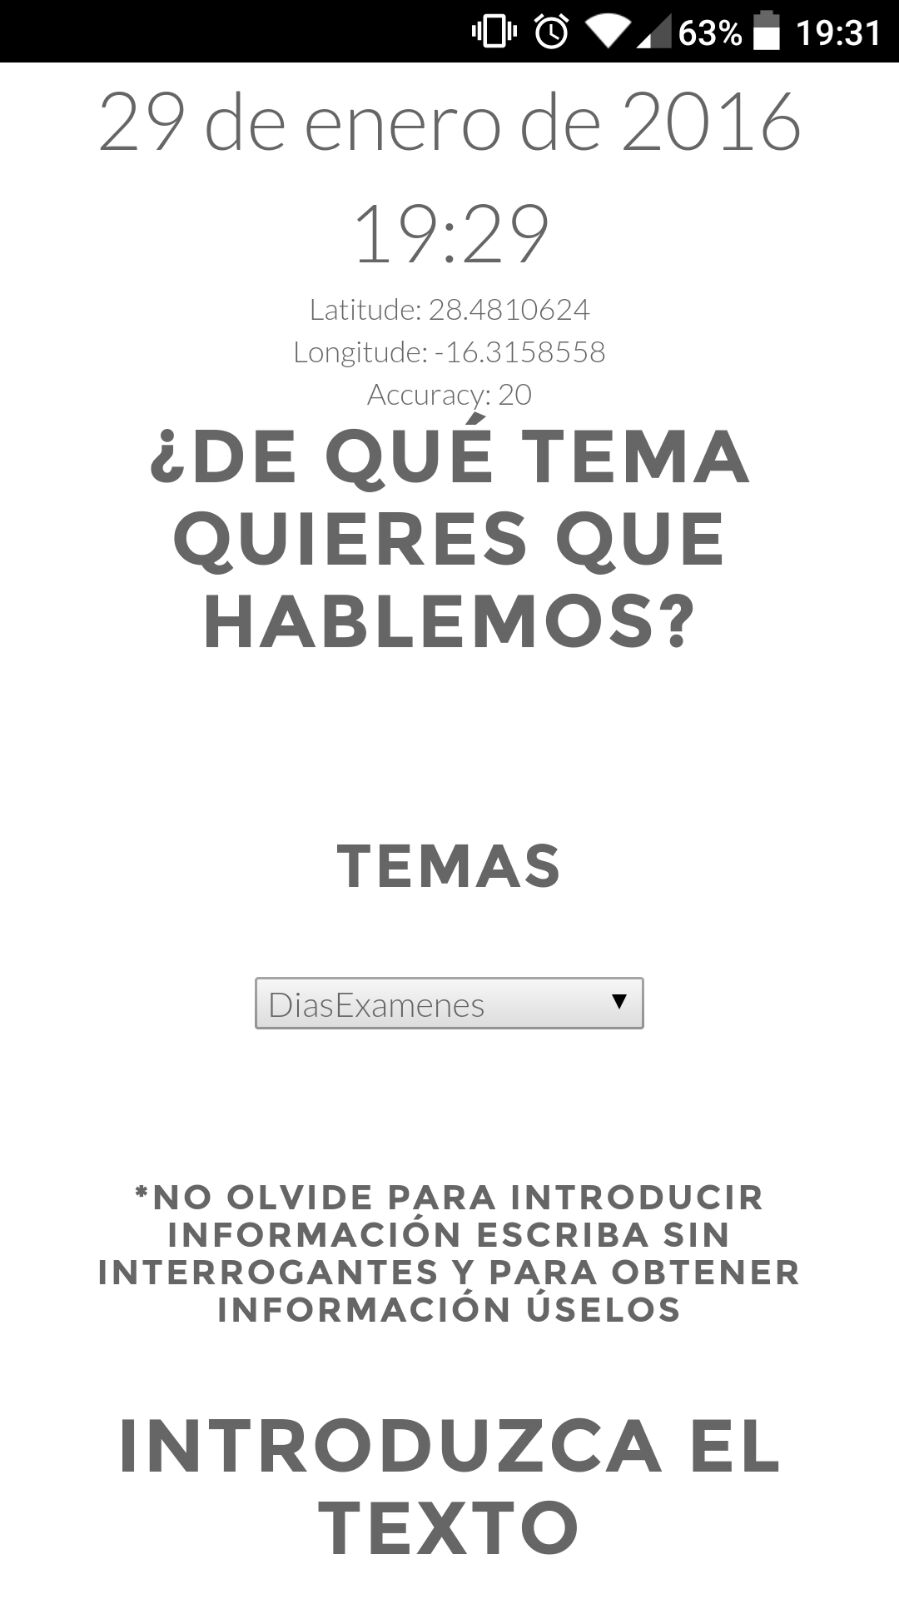 63% 19:31
29 de enero de 2016
19:29
Latitude: 28.4810624
Longitude: -16.3158558
Accuracy: 20
¿DE QUÉ TEMA
QUIERES QUE
HABLEMOS?
TEMAS
DiasExamenes
*NO OLVIDE PARA INTRODUCIR
INFORMACIÓN ESCRIBA SIN
INTERROGANTES Y PARA OBTENER
INFORMACIÓN ÚSELOS
INTRODUZCA EL
TEXTO